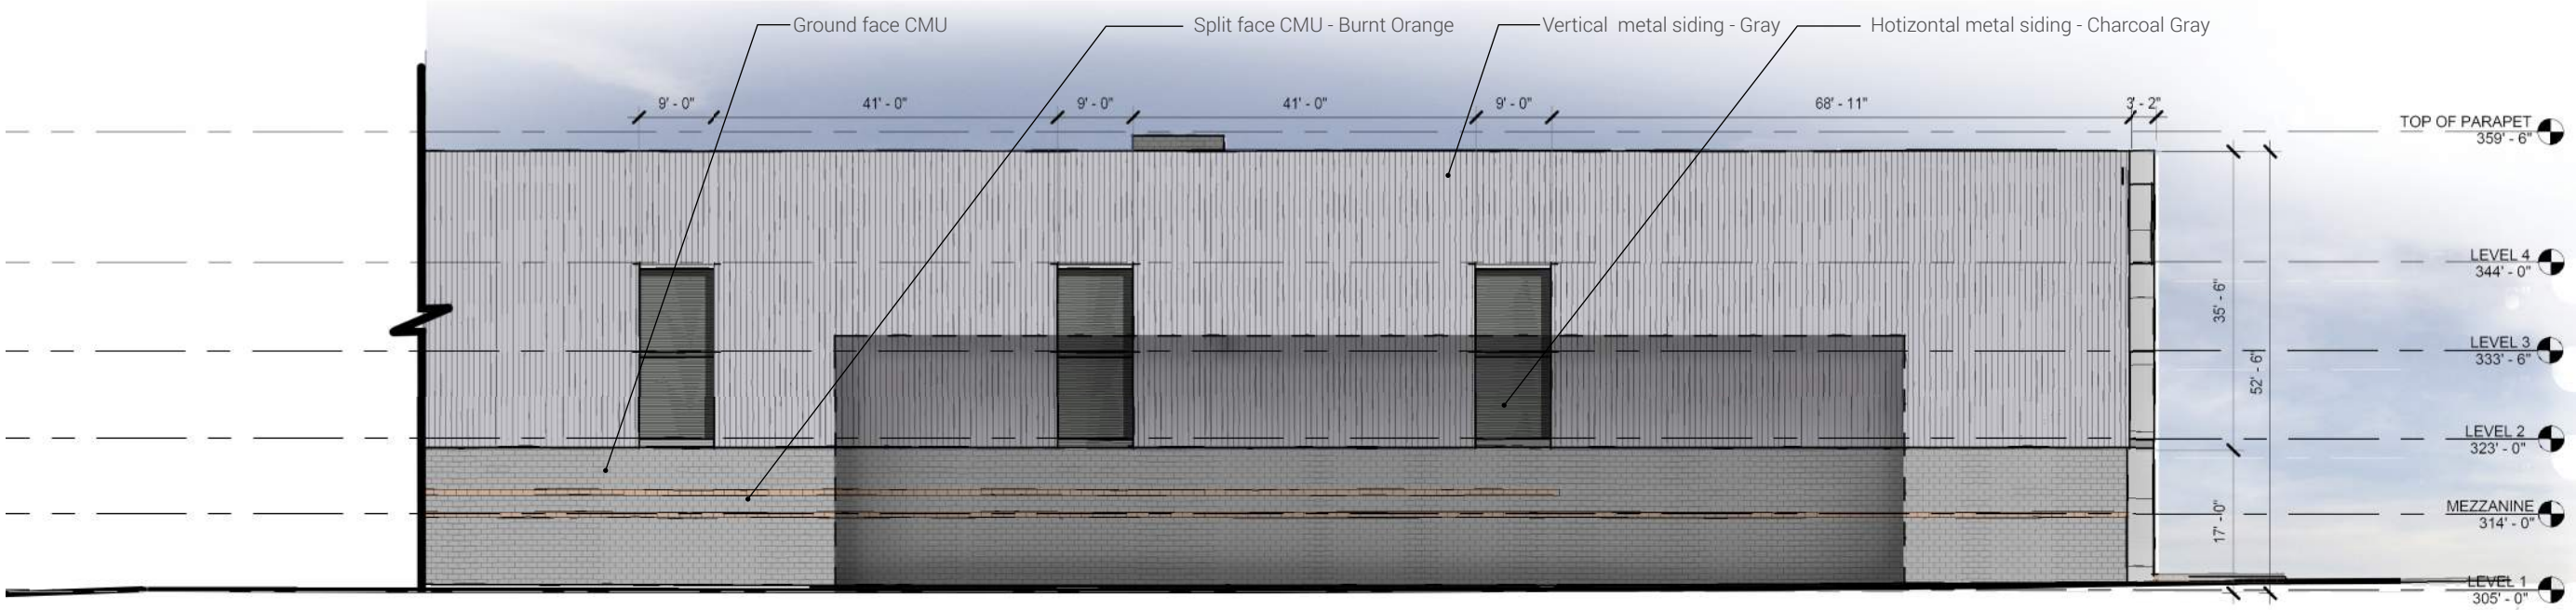 Ground face CMU
Split face CMU - Burnt Orange
Vertical metal siding - Gray
Hotizontal metal siding - Charcoal Gray
9' - 0"
41' - 0"
9' - 0"
41' - 0"
9' - 0"
68' - 11"
3' - 2"
TOP OF PARAPET
359' - 6"
LEVEL 4
344' - 0"
35' - 6"
LEVEL 3
333' - 6"
52' - 6"
LEVEL 2
323' - 0"
MEZZANINE
314' - 0"
17' - 0"
LEVEL 1
305' - 0"